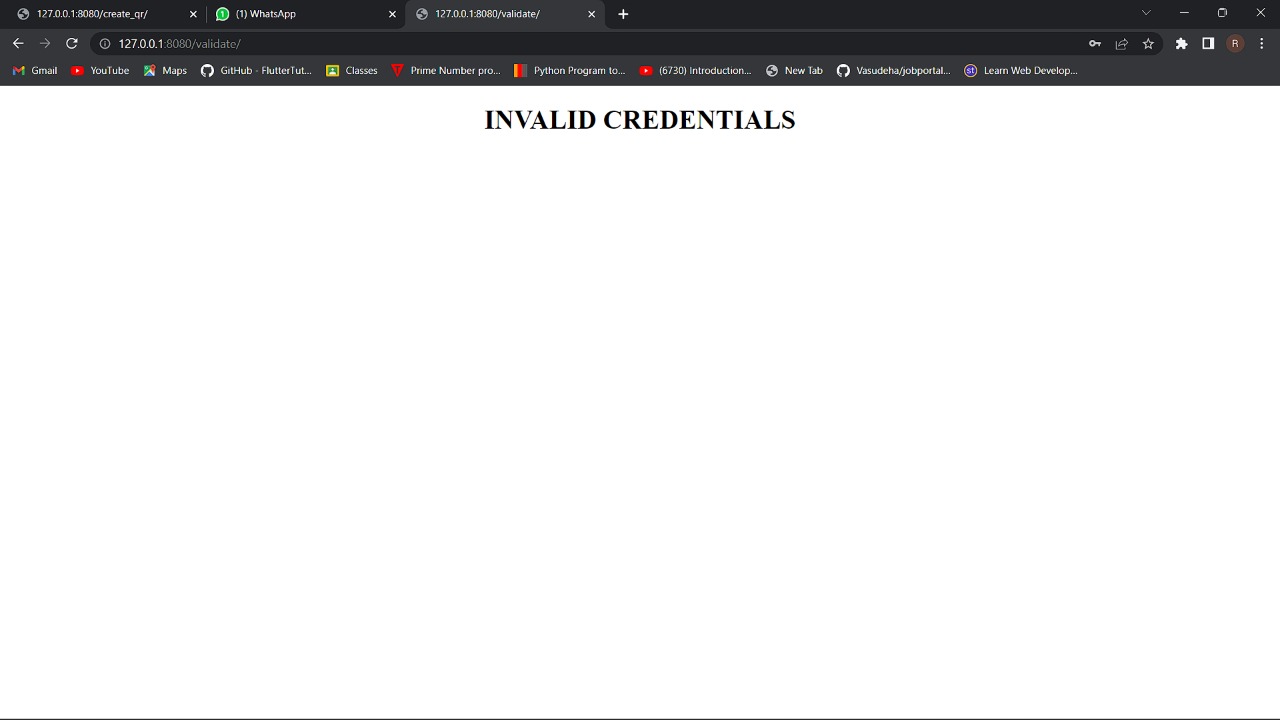 127.0.0.1:8080/create_qr/
(1) WhatsApp
127.0.0.1:8080/validate/
127.0.0.1:8080/validate/
R
Gmail
YouTube
Maps
GitHub - FlutterTut...
Classes
Prime Number pro...
Python Program to...
(6730) Introduction...
New Tab
Vasudeha/jobportal...
st
Learn Web Develop...
INVALID CREDENTIALS